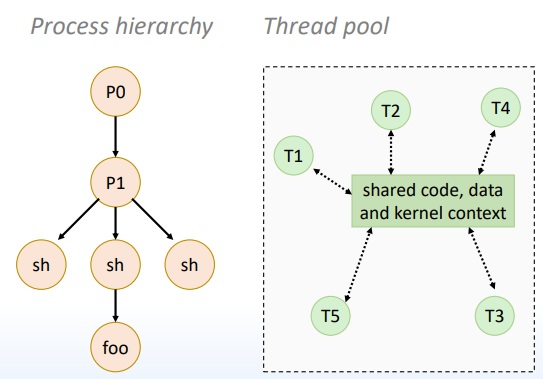 Process hierarchy
P0
P1
sh
sh
sh
foo
Thread pool
T1
T2
T4
shared code, data
and kernel context
T5
T3